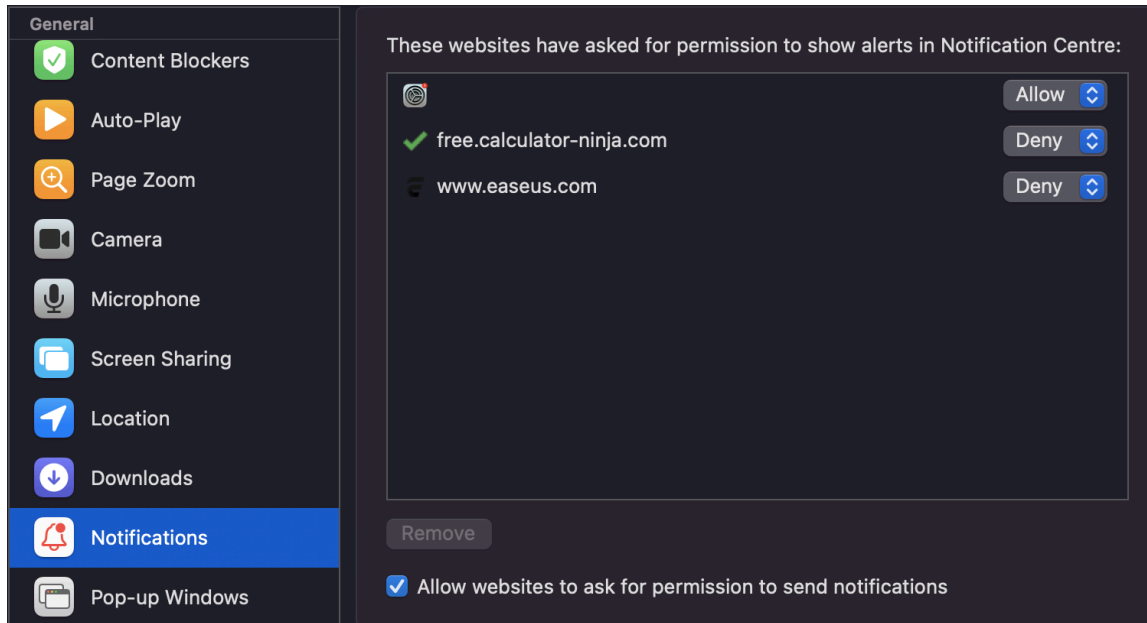 General
Content Blockers
Auto-Play
Page Zoom
Camera
Microphone
Screen Sharing
Location
Downloads
Notifications
Pop-up Windows
These websites have asked for permission to show alerts in Notification Centre:
Allow
free.calculator-ninja.com Deny
www.easeus.com Deny
Remove
Allow websites to ask for permission to send notifications